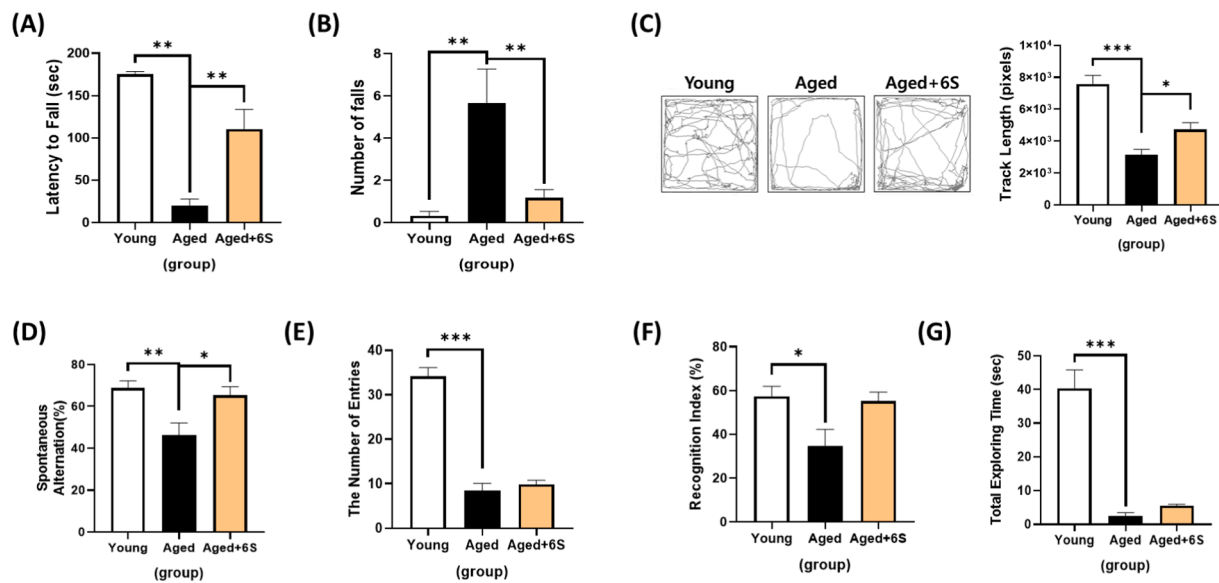 (A)
Latency to Fall (sec)
200
150
100
50
0
**
**
Young Aged Aged+6S
(group)
(B)
Number of falls
8
6
4
2
0
**
**
Young Aged Aged+6S
(group)
(C)
Young Aged Aged+6S
Track Length (pixels)
1×10⁴
8×10³
6×10³
4×10³
2×10³
0
***
*
Young Aged Aged+6S
(group)
(D)
Spontaneous
Alternation(%)
80
60
40
20
0
**
*
Young Aged Aged+6S
(group)
(E)
The Number of Entries
40
30
20
10
0
***
Young Aged Aged+6S
(group)
(F)
Recognition Index (%)
80
60
40
20
0
*
Young Aged Aged+6S
(group)
(G)
Total Exploring Time (sec)
50
40
30
20
10
0
***
Young Aged Aged+6S
(group)